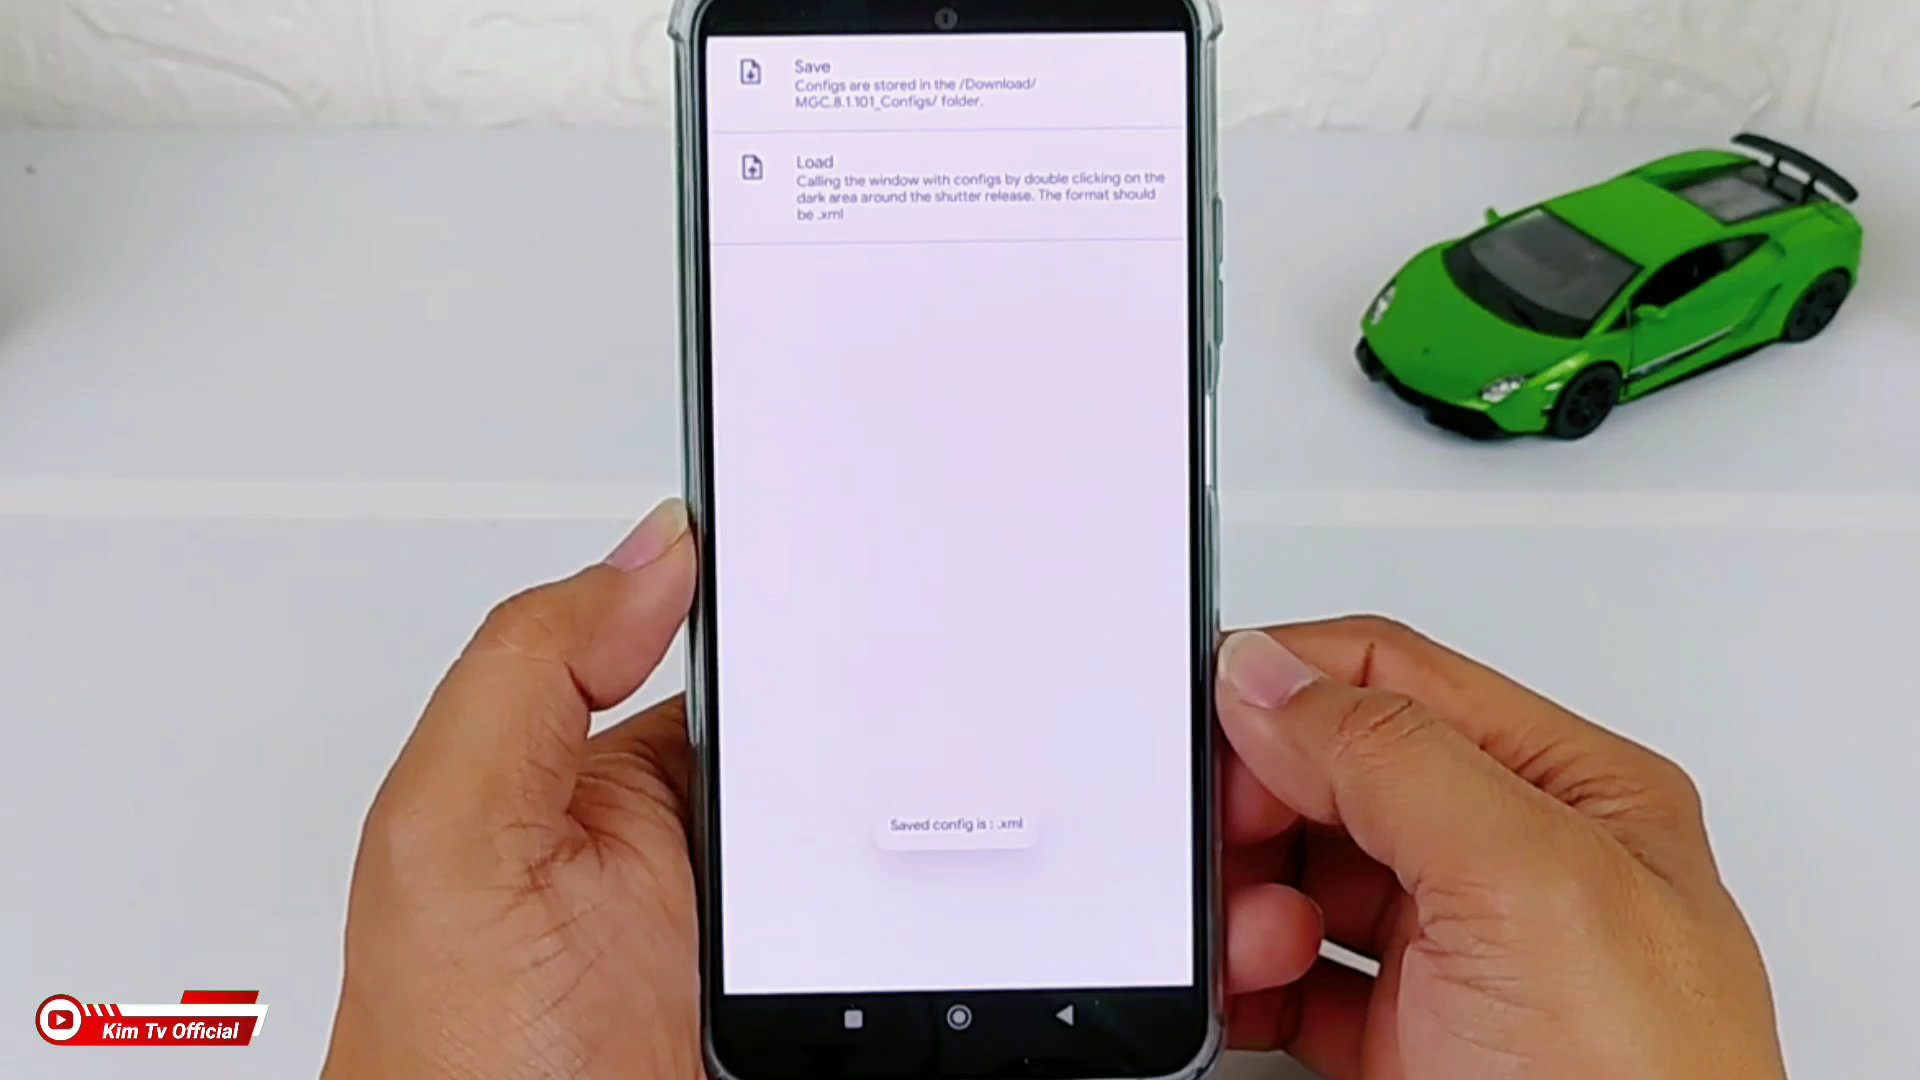 Save
Configs are stored in the /Download/
MGC.8.1.101_Configs/ folder.
Load
Calling the window with configs by double clicking on the
dark area around the shutter release. The format should
be .xml
Saved config is : .xml
Kim Tv Official